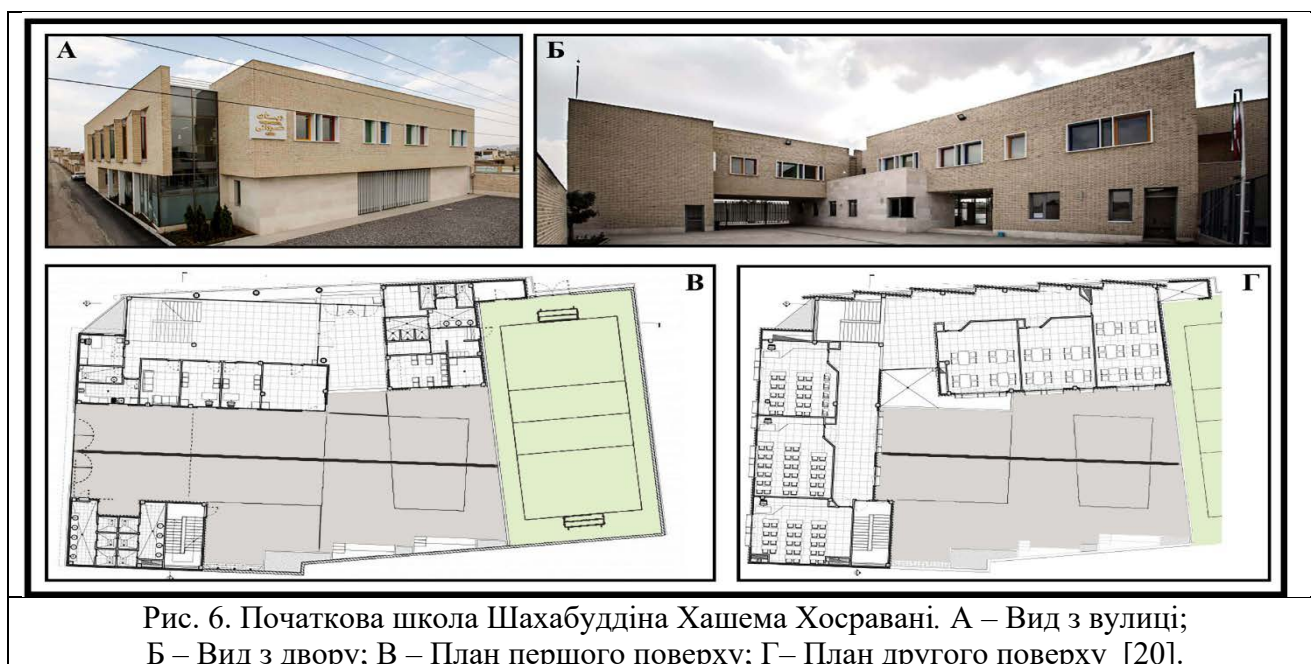 А
Б
В
Г
Рис. 6. Початкова школа Шахабуддіна Хашема Хосравані. А – Вид з вулиці;
Б – Вид з двору; В – План першого поверху; Г– План другого поверху [20].